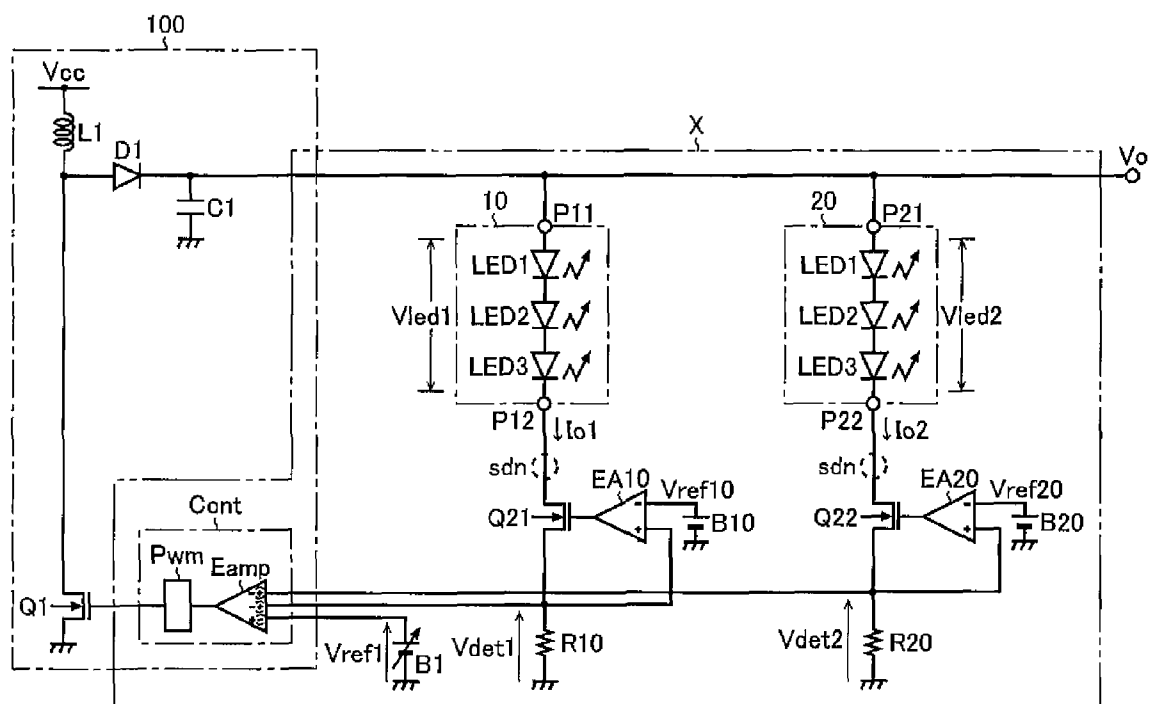 100
Vcc
L1
D1
C1
X
Vo
10
P11
20
P21
LED1
LED2
LED3
Vled1
LED1
LED2
LED3
Vled2
P12
Io1
P22
Io2
sdn
sdn
EA10
Vref10
EA20
Vref20
Q21
B10
Q22
B20
Cont
Pwm
Eamp
Q1
Vref1
B1
Vdet1
R10
Vdet2
R20